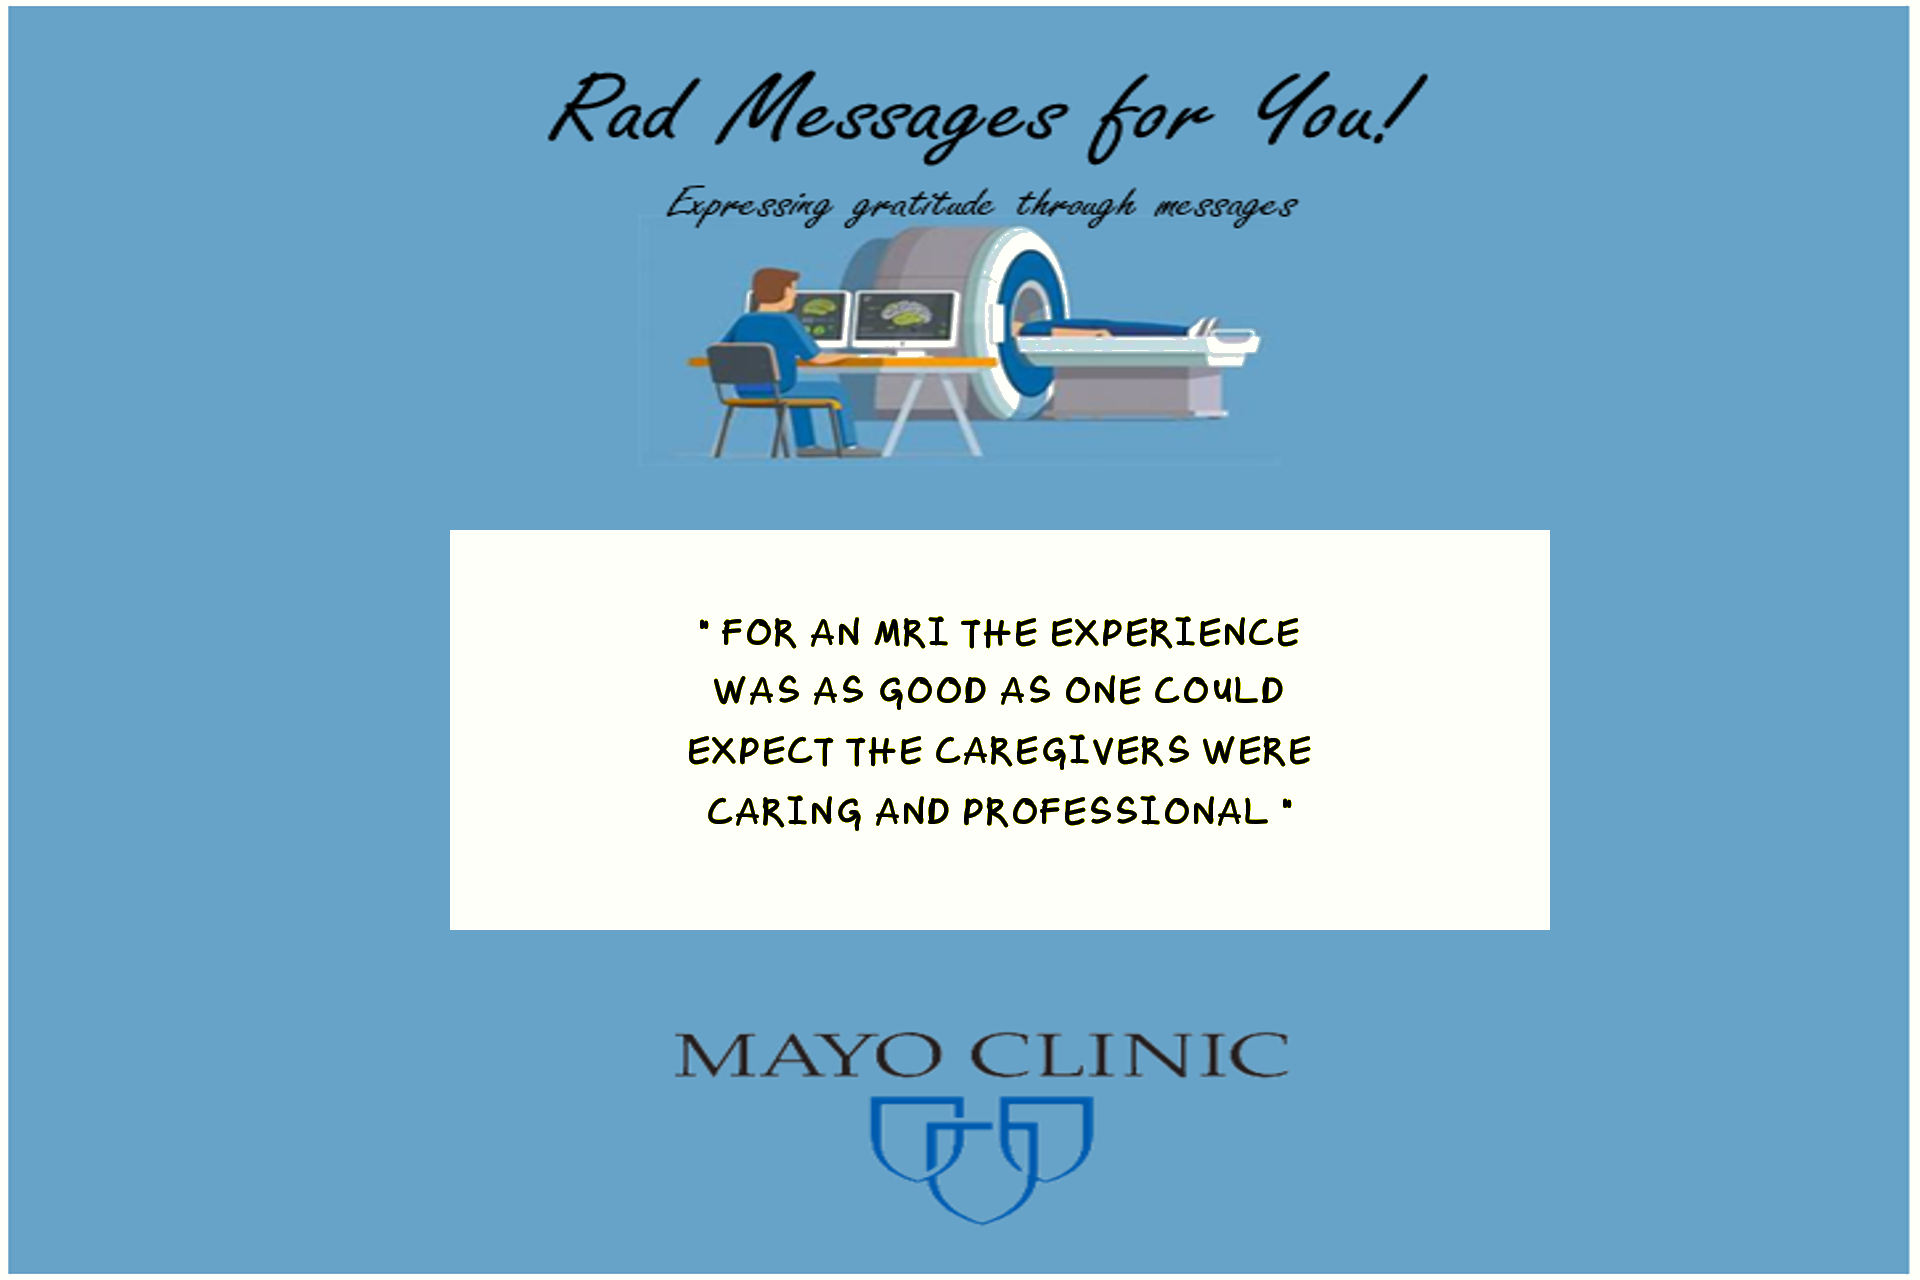 Rad Messages for You!
Expressing gratitude through messages
" FOR AN MRI THE EXPERIENCE
WAS AS GOOD AS ONE COULD
EXPECT THE CAREGIVERS WERE
CARING AND PROFESSIONAL "
MAYO CLINIC